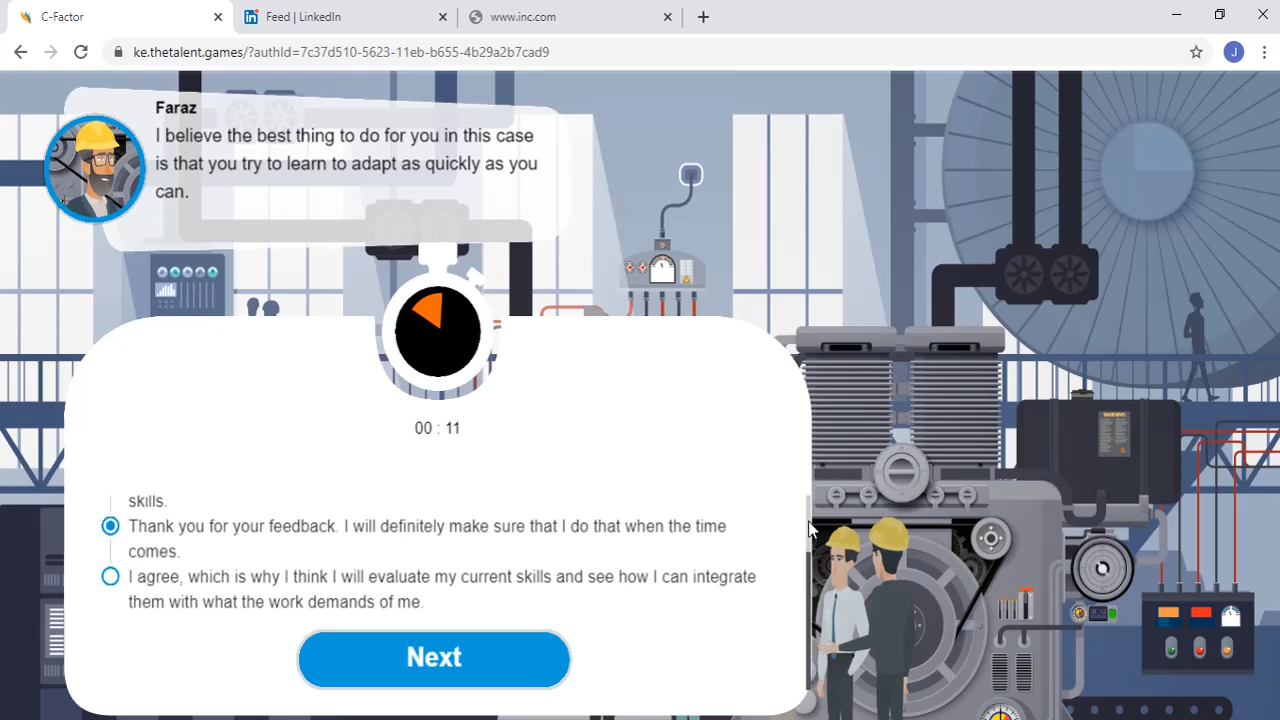 C-Factor
Feed | LinkedIn
www.inc.com
ke.thetalent.games/?authId=7c37d510-5623-11eb-b655-4b29a2b7cad9
J
Faraz
I believe the best thing to do for you in this case
is that you try to learn to adapt as quickly as you
can.
00 : 11
skills.
Thank you for your feedback. I will definitely make sure that I do that when the time
comes.
I agree, which is why I think I will evaluate my current skills and see how I can integrate
them with what the work demands of me.
Next
WARNING